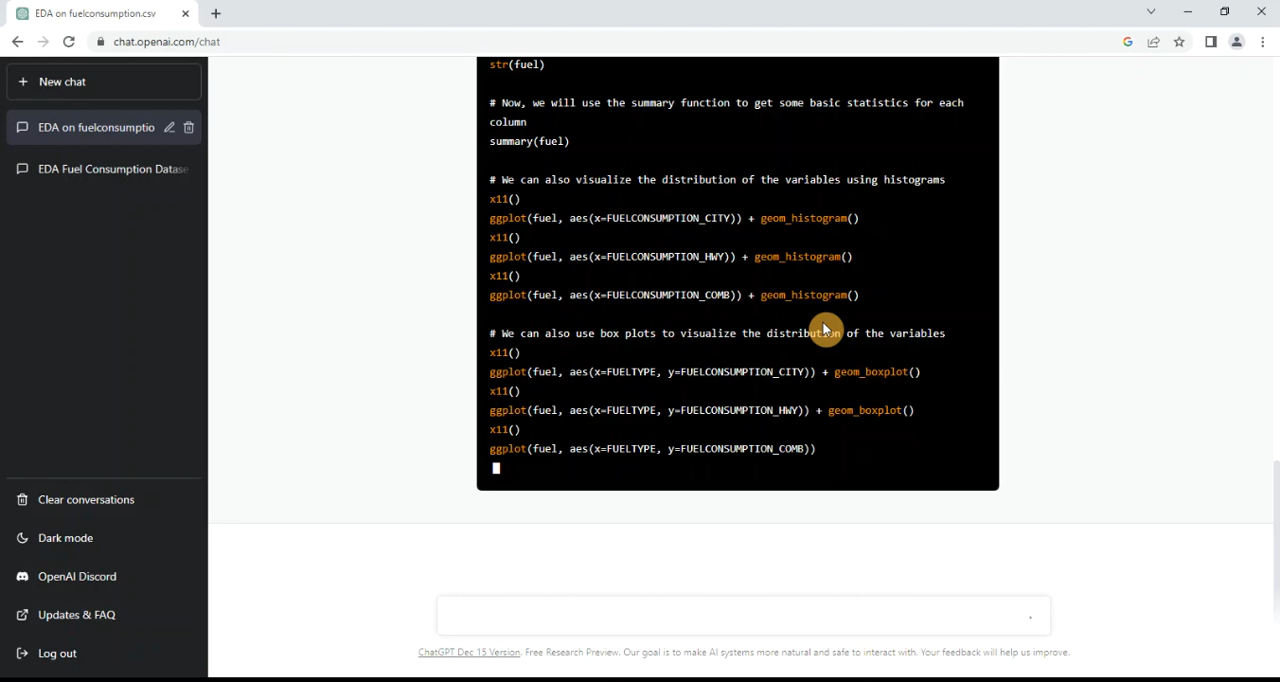 EDA on fuelconsumption.csv
chat.openai.com/chat
New chat
EDA on fuelconsumptio
EDA Fuel Consumption Datase
str(fuel)
# Now, we will use the summary function to get some basic statistics for each
column
summary(fuel)
# We can also visualize the distribution of the variables using histograms
x11()
ggplot(fuel, aes(x=FUELCONSUMPTION_CITY)) + geom_histogram()
x11()
ggplot(fuel, aes(x=FUELCONSUMPTION_HWY)) + geom_histogram()
x11()
ggplot(fuel, aes(x=FUELCONSUMPTION_COMB)) + geom_histogram()
# We can also use box plots to visualize the distribution of the variables
x11()
ggplot(fuel, aes(x=FUELTYPE, y=FUELCONSUMPTION_CITY)) + geom_boxplot()
x11()
ggplot(fuel, aes(x=FUELTYPE, y=FUELCONSUMPTION_HWY)) + geom_boxplot()
x11()
ggplot(fuel, aes(x=FUELTYPE, y=FUELCONSUMPTION_COMB))
Clear conversations
Dark mode
OpenAI Discord
Updates & FAQ
Log out
ChatGPT Dec 15 Version. Free Research Preview. Our goal is to make AI systems more natural and safe to interact with. Your feedback will help us improve.